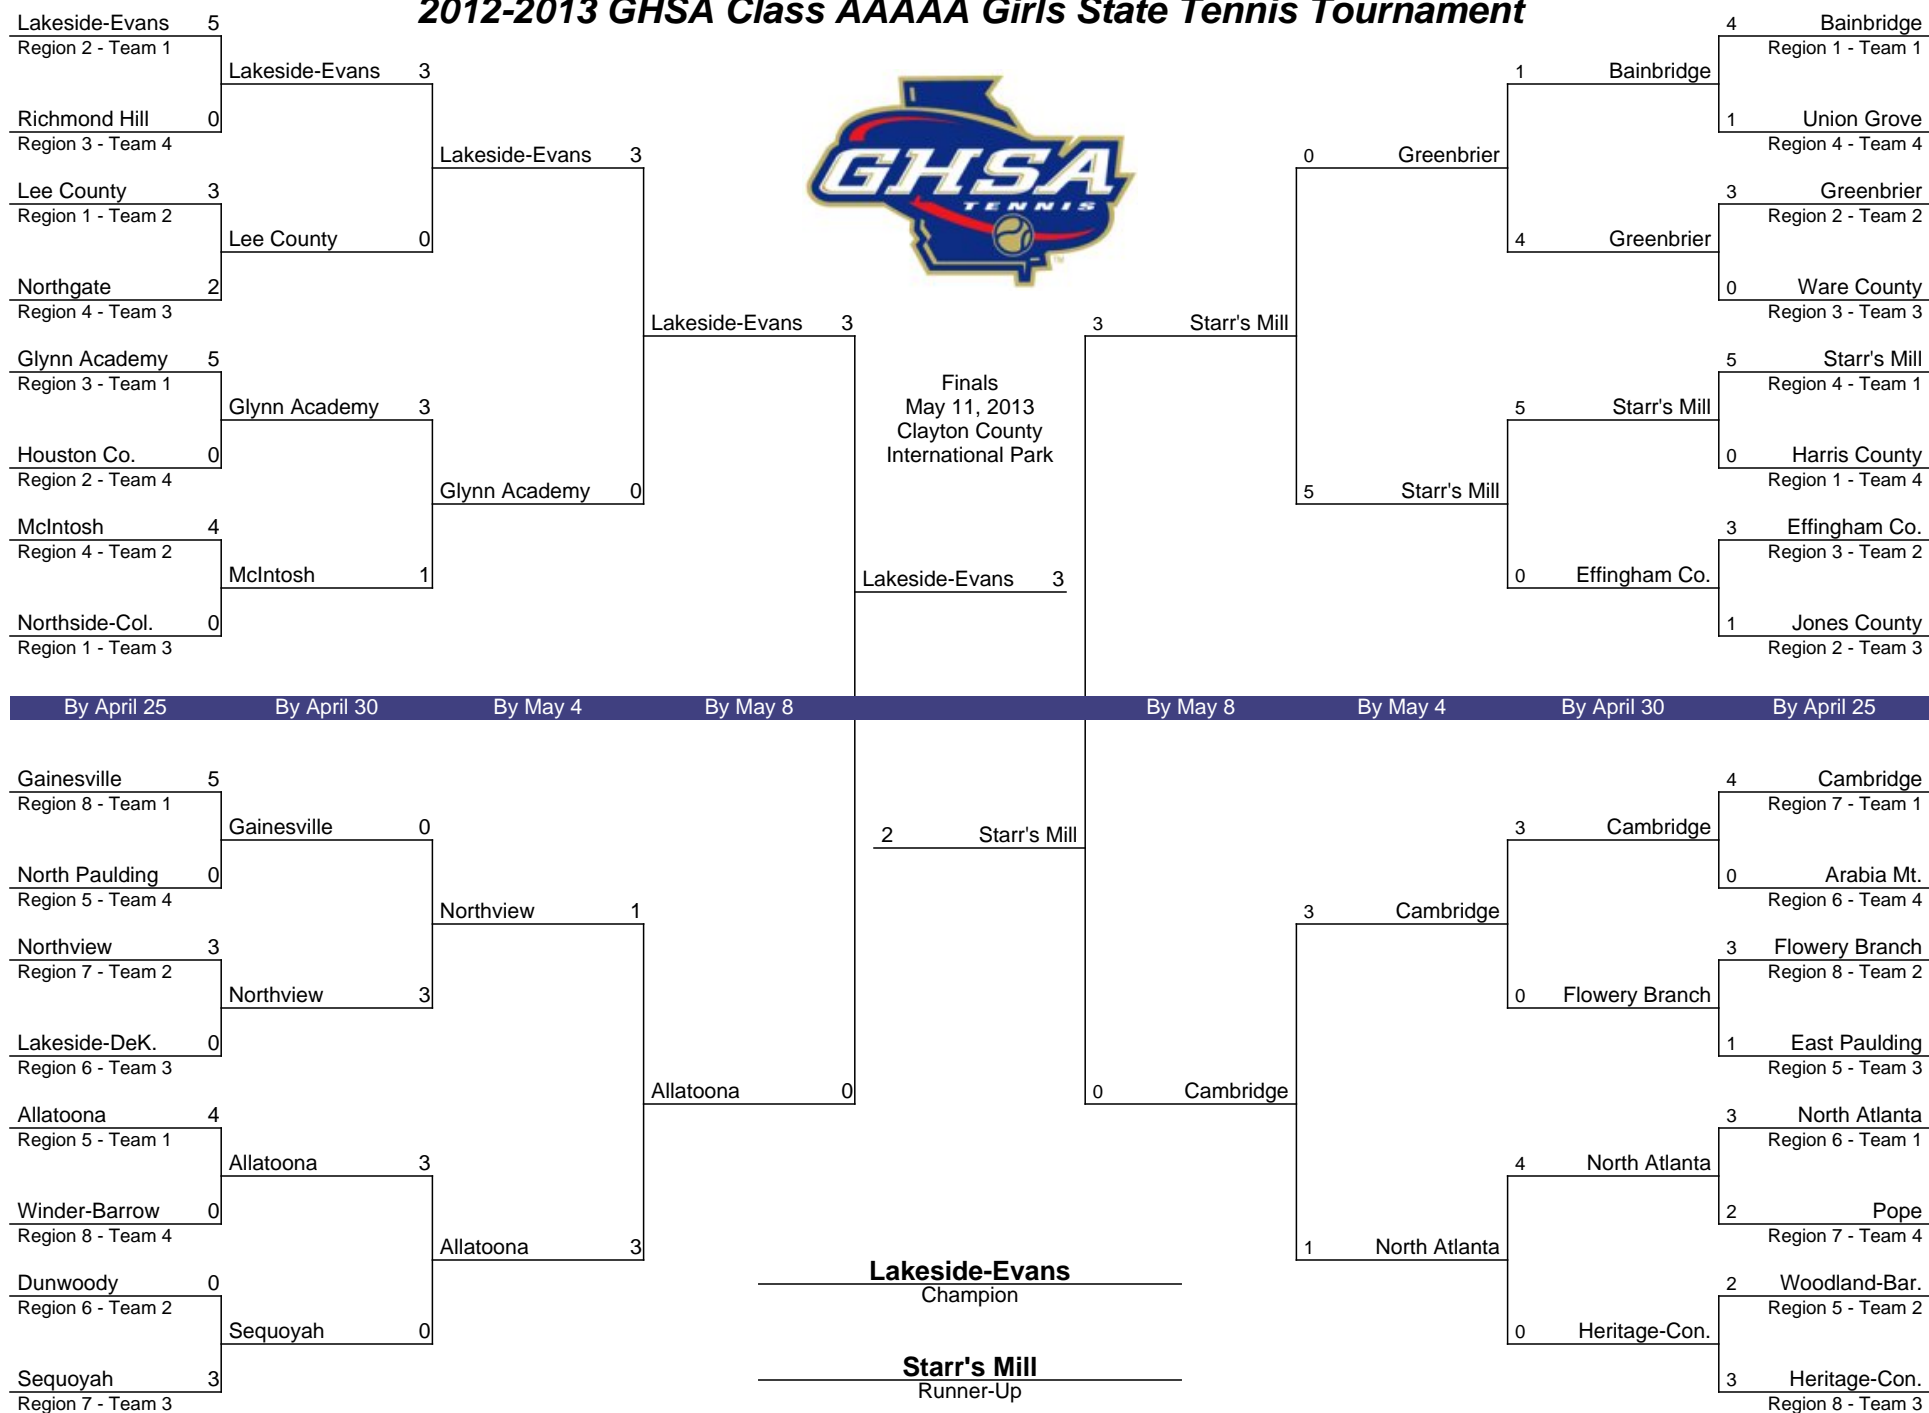 2012-2013 GHSA Class AAAAA Girls State Tennis Tournament
Lakeside-Evans 5
Region 2 - Team 1
Richmond Hill 0
Region 3 - Team 4
Lee County 3
Region 1 - Team 2
Northgate 2
Region 4 - Team 3
Glynn Academy 5
Region 3 - Team 1
Houston Co. 0
Region 2 - Team 4
McIntosh 4
Region 4 - Team 2
Northside-Col. 0
Region 1 - Team 3
Lakeside-Evans 3
Lee County 0
Glynn Academy 3
McIntosh 1
Lakeside-Evans 3
Glynn Academy 0
Lakeside-Evans 3
GHSA
TENNIS
TM
Finals
May 11, 2013
Clayton County
International Park
Lakeside-Evans 3
3 Starr's Mill
0 Greenbrier
5 Starr's Mill
1 Bainbridge
4 Greenbrier
5 Starr's Mill
0 Effingham Co.
4 Bainbridge
Region 1 - Team 1
1 Union Grove
Region 4 - Team 4
3 Greenbrier
Region 2 - Team 2
0 Ware County
Region 3 - Team 3
5 Starr's Mill
Region 4 - Team 1
0 Harris County
Region 1 - Team 4
3 Effingham Co.
Region 3 - Team 2
1 Jones County
Region 2 - Team 3
By April 25 By April 30 By May 4 By May 8 By May 8 By May 4 By April 30 By April 25
Gainesville 5
Region 8 - Team 1
North Paulding 0
Region 5 - Team 4
Northview 3
Region 7 - Team 2
Lakeside-DeK. 0
Region 6 - Team 3
Allatoona 4
Region 5 - Team 1
Winder-Barrow 0
Region 8 - Team 4
Dunwoody 0
Region 6 - Team 2
Sequoyah 3
Region 7 - Team 3
Gainesville 0
Northview 3
Allatoona 3
Sequoyah 0
Northview 1
Allatoona 3
Allatoona 0
2 Starr's Mill
Lakeside-Evans
Champion
Starr's Mill
Runner-Up
0 Cambridge
3 Cambridge
1 North Atlanta
3 Cambridge
0 Flowery Branch
4 North Atlanta
0 Heritage-Con.
4 Cambridge
Region 7 - Team 1
0 Arabia Mt.
Region 6 - Team 4
3 Flowery Branch
Region 8 - Team 2
1 East Paulding
Region 5 - Team 3
3 North Atlanta
Region 6 - Team 1
2 Pope
Region 7 - Team 4
2 Woodland-Bar.
Region 5 - Team 2
3 Heritage-Con.
Region 8 - Team 3